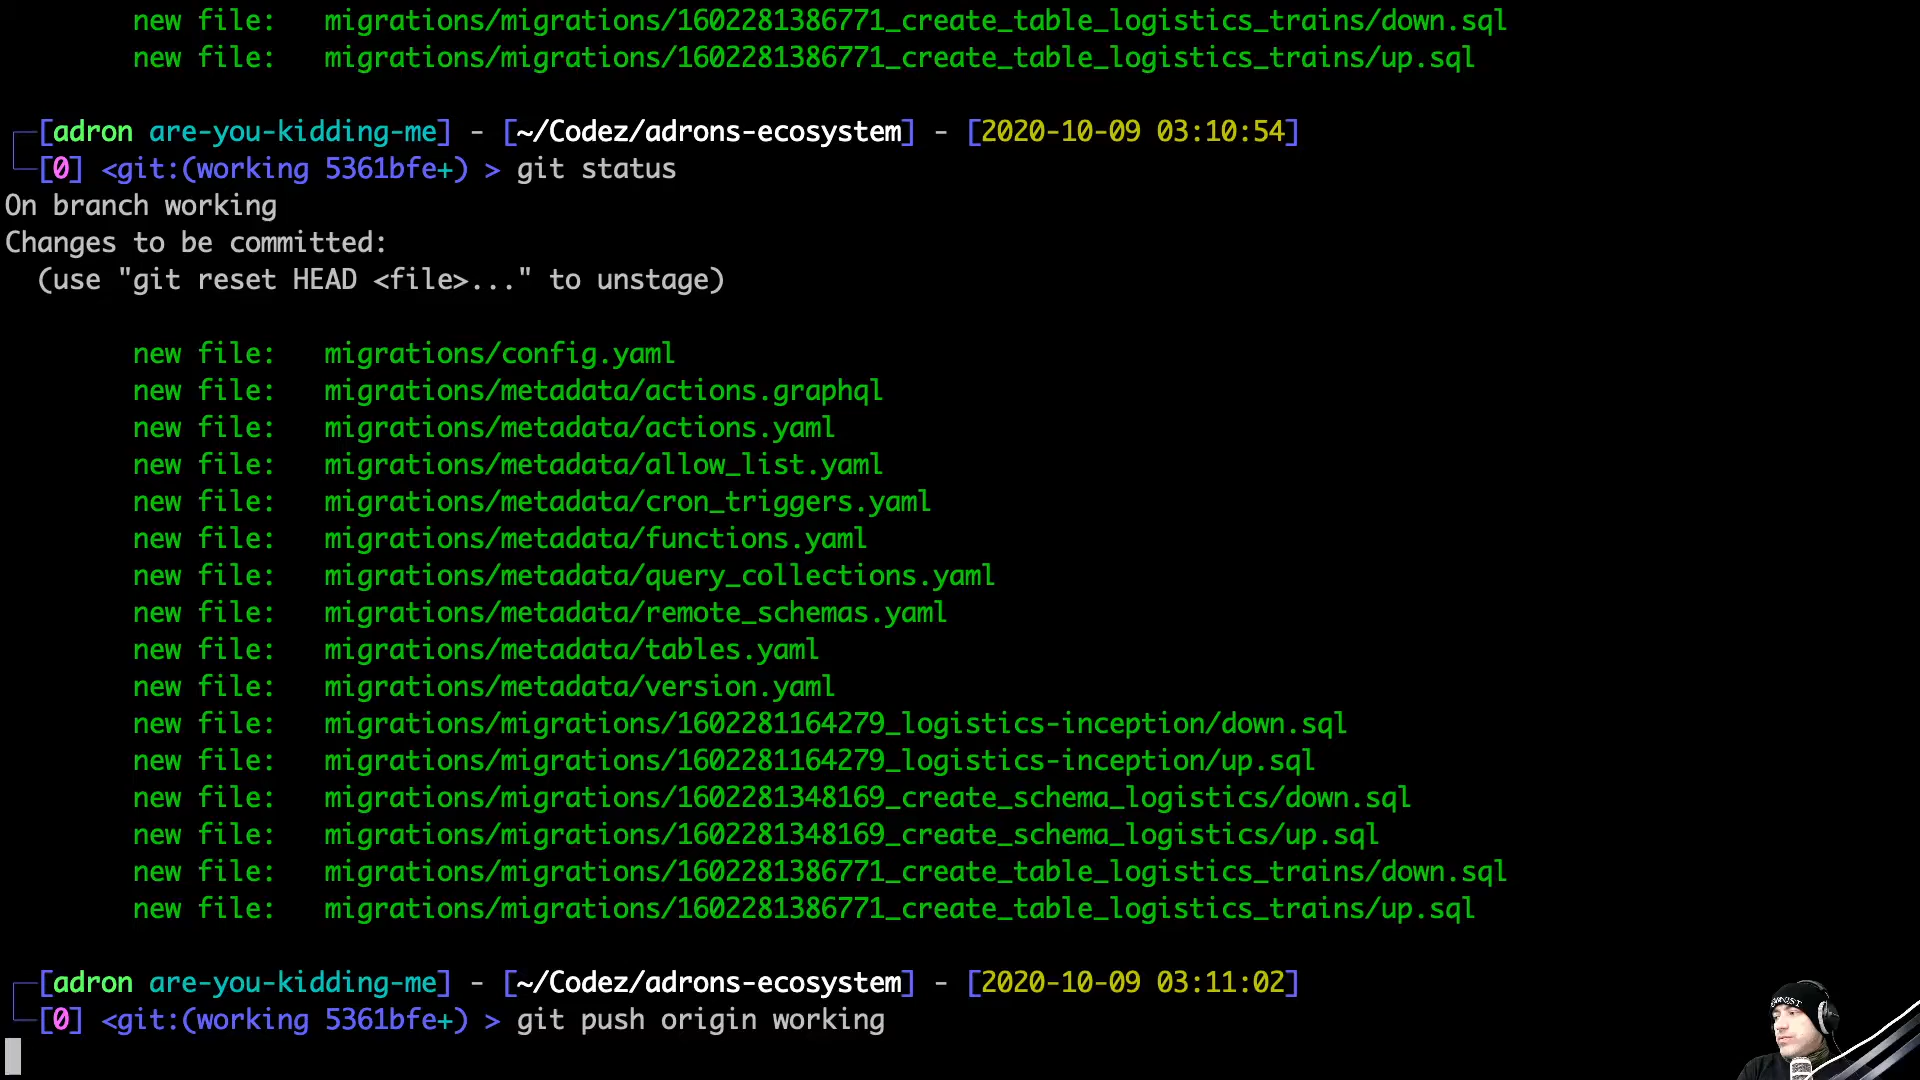 new file:   migrations/migrations/1602281386771_create_table_logistics_trains/down.sql
new file:   migrations/migrations/1602281386771_create_table_logistics_trains/up.sql
[adron are-you-kidding-me] - [~/Codez/adrons-ecosystem] - [2020-10-09 03:10:54]
[0] <git:(working 5361bfe+) > git status
On branch working
Changes to be committed:
  (use "git reset HEAD <file>..." to unstage)
new file:   migrations/config.yaml
new file:   migrations/metadata/actions.graphql
new file:   migrations/metadata/actions.yaml
new file:   migrations/metadata/allow_list.yaml
new file:   migrations/metadata/cron_triggers.yaml
new file:   migrations/metadata/functions.yaml
new file:   migrations/metadata/query_collections.yaml
new file:   migrations/metadata/remote_schemas.yaml
new file:   migrations/metadata/tables.yaml
new file:   migrations/metadata/version.yaml
new file:   migrations/migrations/1602281164279_logistics-inception/down.sql
new file:   migrations/migrations/1602281164279_logistics-inception/up.sql
new file:   migrations/migrations/1602281348169_create_schema_logistics/down.sql
new file:   migrations/migrations/1602281348169_create_schema_logistics/up.sql
new file:   migrations/migrations/1602281386771_create_table_logistics_trains/down.sql
new file:   migrations/migrations/1602281386771_create_table_logistics_trains/up.sql
[adron are-you-kidding-me] - [~/Codez/adrons-ecosystem] - [2020-10-09 03:11:02]
[0] <git:(working 5361bfe+) > git push origin working